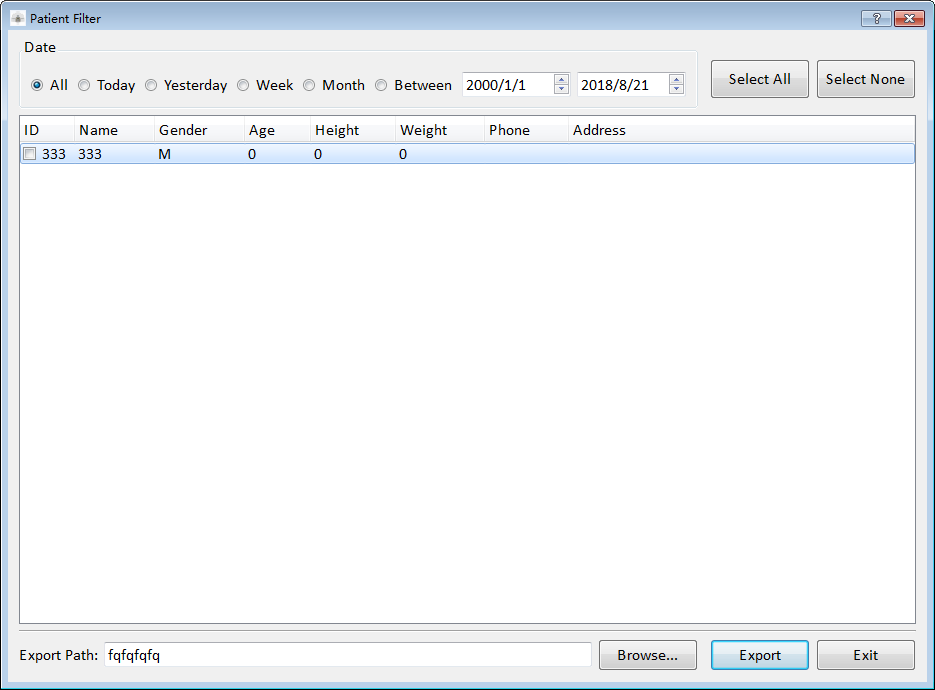 Patient Filter
?
Date
All Today Yesterday Week Month Between 2000/1/1 2018/8/21
Select All Select None
ID Name Gender Age Height Weight Phone Address
333 333 M 0 0 0
Export Path: fqfqfqfq Browse... Export Exit